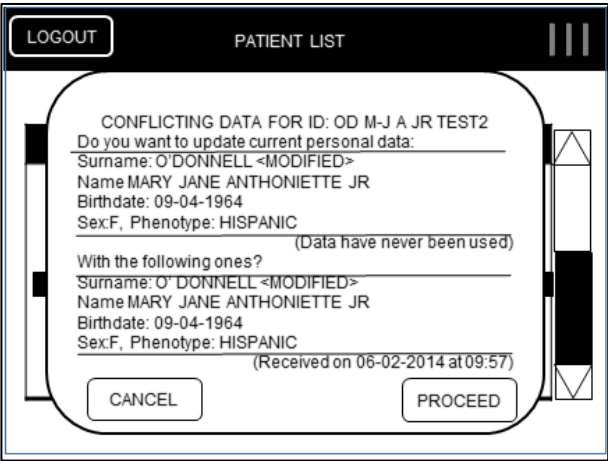 LOGOUT
PATIENT LIST
CONFLICTING DATA FOR ID: OD M-J A JR TEST2
Do you want to update current personal data:
Surname: O'DONNELL <MODIFIED>
Name MARY JANE ANTHONIETTE JR
Birthdate: 09-04-1964
Sex:F, Phenotype: HISPANIC
(Data have never been used)
With the following ones?
Surname: O' DONNELL <MODIFIED>
Name MARY JANE ANTHONIETTE JR
Birthdate: 09-04-1964
Sex:F, Phenotype: HISPANIC
(Received on 06-02-2014 at 09:57)
CANCEL
PROCEED